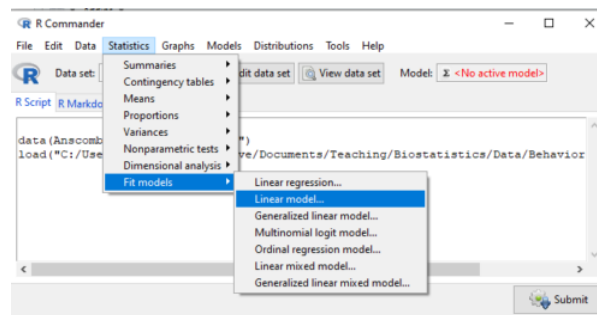 R Commander
File Edit Data Statistics Graphs Models Distributions Tools Help
Data set: dit data set View data set Model: Σ <No active model>
R Script R Markdo
Summaries
Contingency tables
Means
Proportions
Variances
Nonparametric tests
Dimensional analysis
Fit models
data(Anscomb ")
load("C:/Use ve/Documents/Teaching/Biostatistics/Data/Behavior
Linear regression...
Linear model...
Generalized linear model...
Multinomial logit model...
Ordinal regression model...
Linear mixed model...
Generalized linear mixed model...
Submit